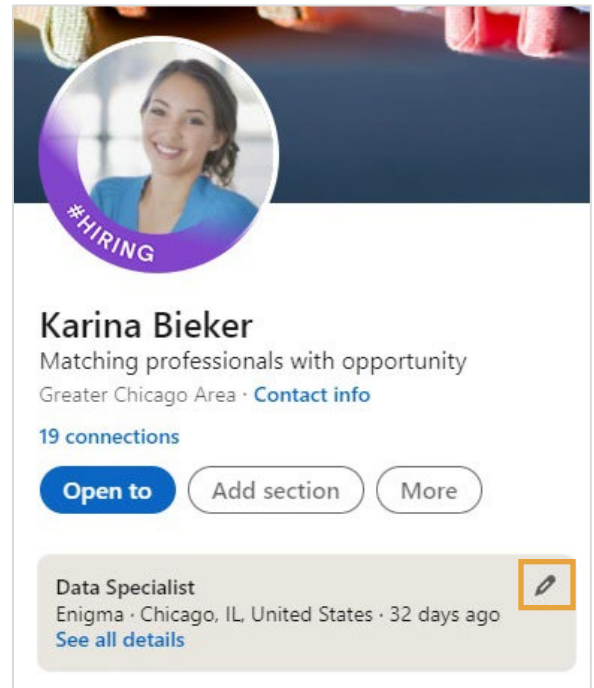 #HIRING
Karina Bieker
Matching professionals with opportunity
Greater Chicago Area · Contact info
19 connections
Open to Add section More
Data Specialist
Enigma · Chicago, IL, United States · 32 days ago
See all details